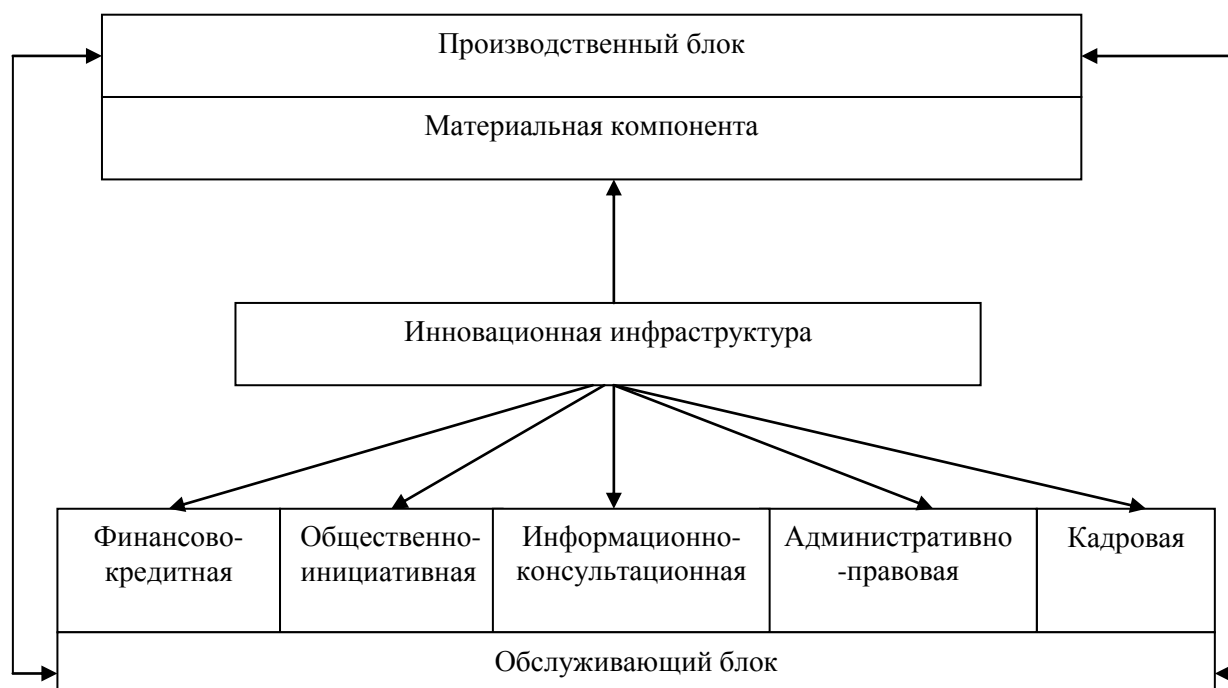 Производственный блок
Материальная компонента
Инновационная инфраструктура
Финансово-
кредитная
Общественно-
инициативная
Информационно-
консультационная
Административно
-правовая
Кадровая
Обслуживающий блок